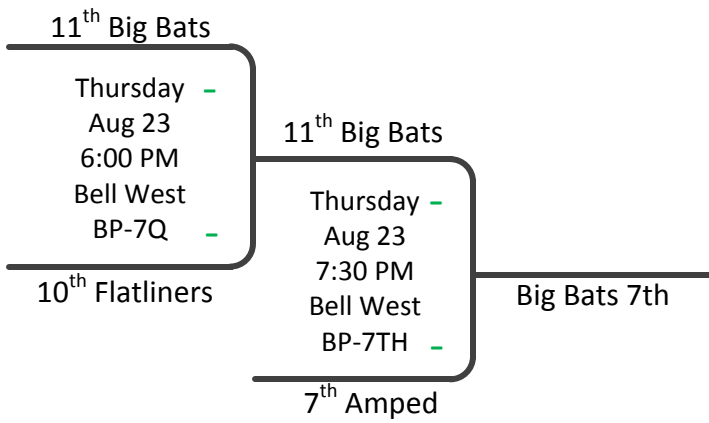 11th Big Bats
Thursday -
Aug 23
6:00 PM
Bell West
BP-7Q -
10th Flatliners
11th Big Bats
Thursday -
Aug 23
7:30 PM
Bell West
BP-7TH -
7th Amped
Big Bats 7th